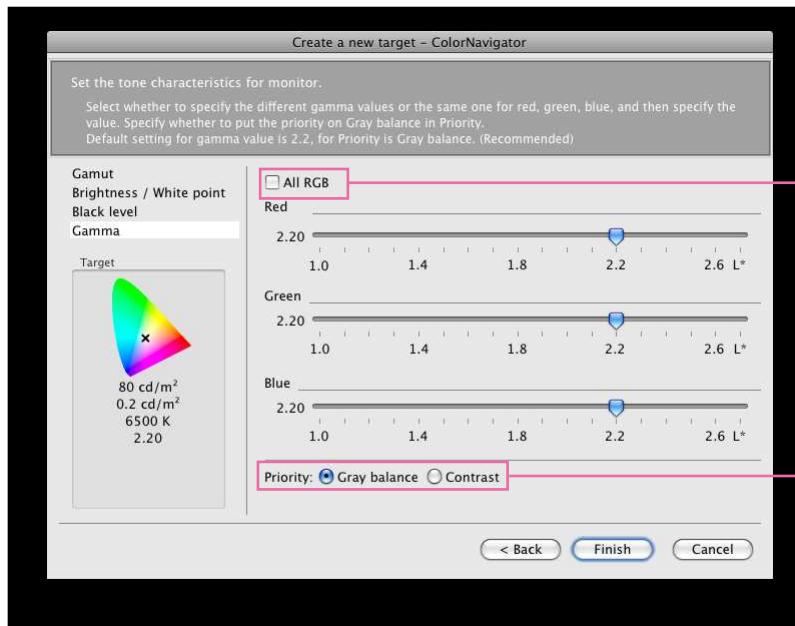 Create a new target – ColorNavigator
Set the tone characteristics for monitor.
Select whether to specify the different gamma values or the same one for red, green, blue, and then specify the
value. Specify whether to put the priority on Gray balance in Priority.
Default setting for gamma value is 2.2, for Priority is Gray balance. (Recommended)
Gamut
Brightness / White point
Black level
Gamma
Target
80 cd/m²
0.2 cd/m²
6500 K
2.20
All RGB
Red
2.20
1.0 1.4 1.8 2.2 2.6 L*
Green
2.20
1.0 1.4 1.8 2.2 2.6 L*
Blue
2.20
1.0 1.4 1.8 2.2 2.6 L*
Priority: Gray balance Contrast
< Back Finish Cancel